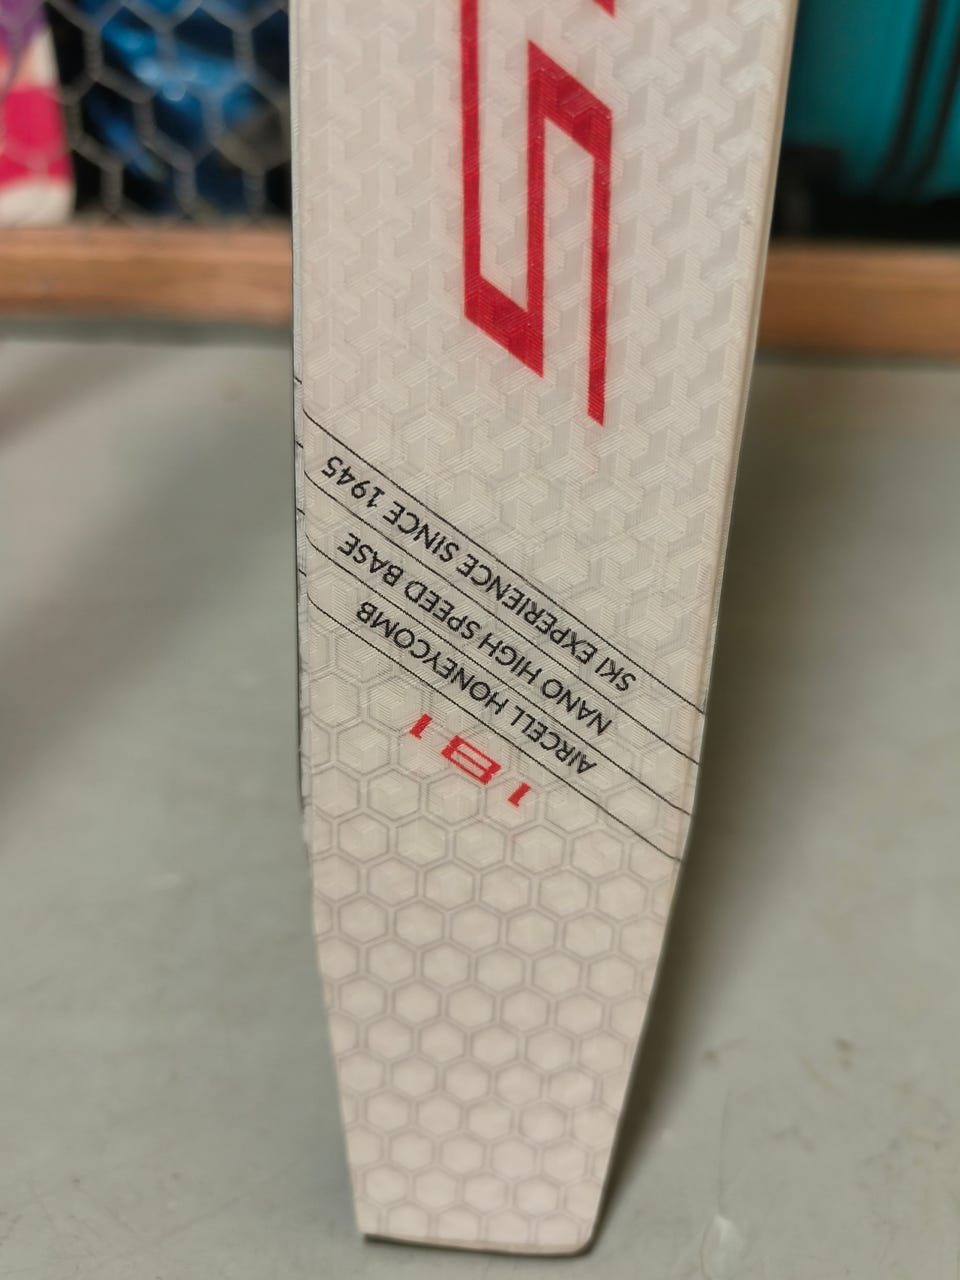 181
AIRCELL HONEYCOMB
NANO HIGH SPEED BASE
SKI EXPERIENCE SINCE 1945